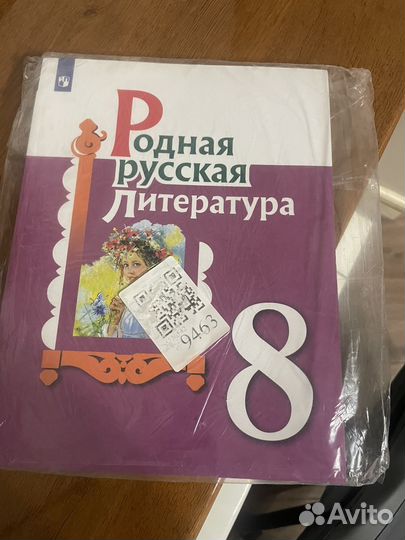 Родная
русская
Литература
9463
8
Avito